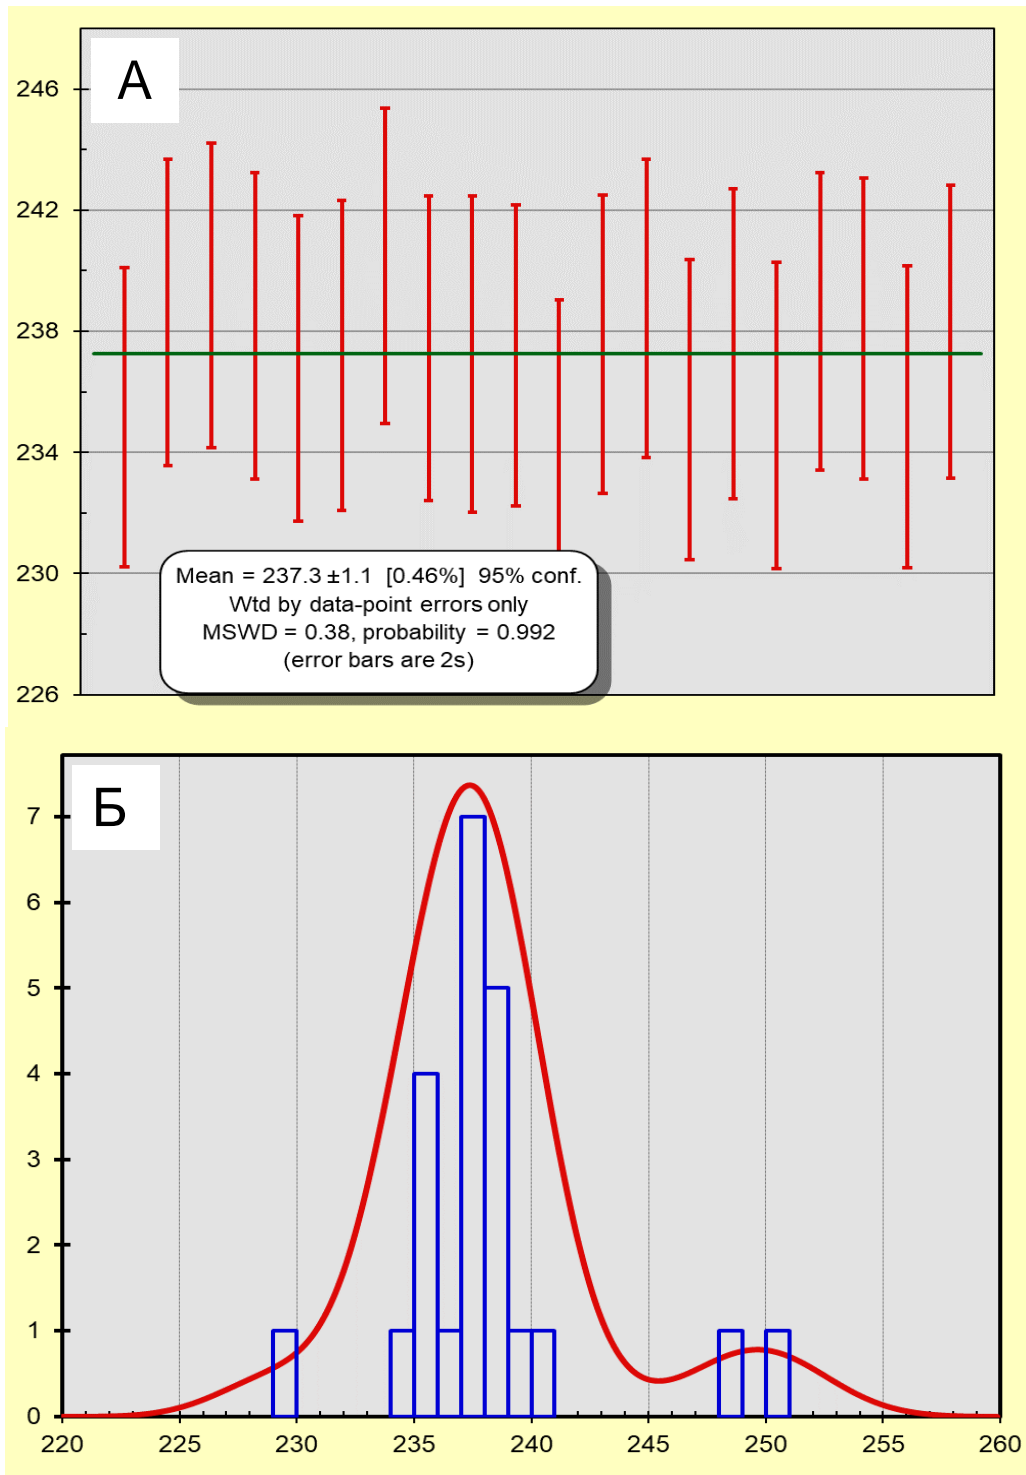 А
246
242
238
234
230
226
Mean = 237.3 ±1.1 [0.46%] 95% conf.
Wtd by data-point errors only
MSWD = 0.38, probability = 0.992
(error bars are 2s)
Б
7
6
5
4
3
2
1
0
220 225 230 235 240 245 250 255 260